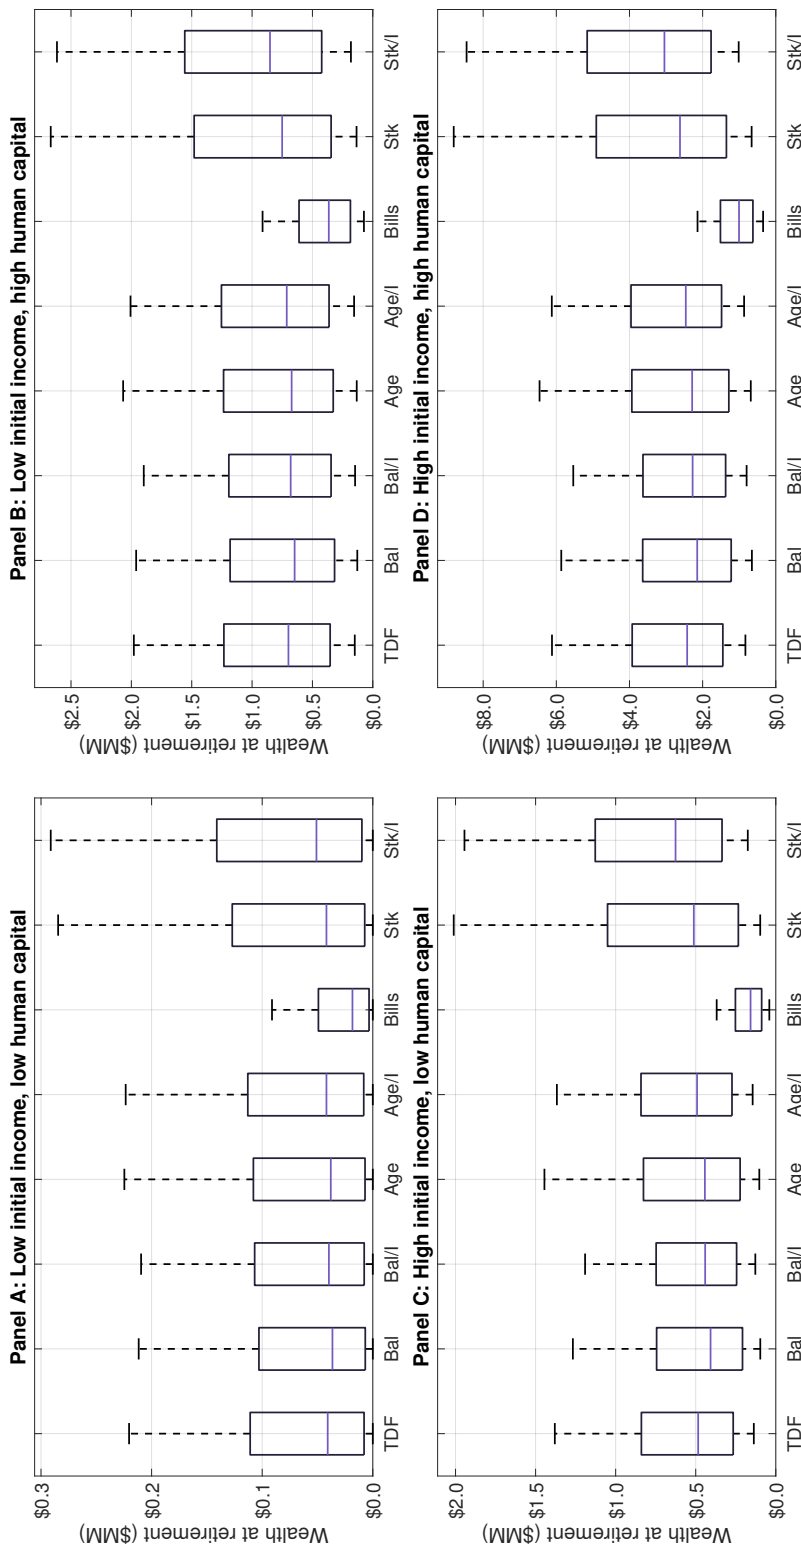 Panel A: Low initial income, low human capital
Wealth at retirement ($MM)
$0.3
$0.2
$0.1
$0.0
TDF Bal Bal/I Age Age/I Bills Stk Stk/I
Panel B: Low initial income, high human capital
Wealth at retirement ($MM)
$2.5
$2.0
$1.5
$1.0
$0.5
$0.0
TDF Bal Bal/I Age Age/I Bills Stk Stk/I
Panel C: High initial income, low human capital
Wealth at retirement ($MM)
$2.0
$1.5
$1.0
$0.5
$0.0
TDF Bal Bal/I Age Age/I Bills Stk Stk/I
Panel D: High initial income, high human capital
Wealth at retirement ($MM)
$8.0
$6.0
$4.0
$2.0
$0.0
TDF Bal Bal/I Age Age/I Bills Stk Stk/I